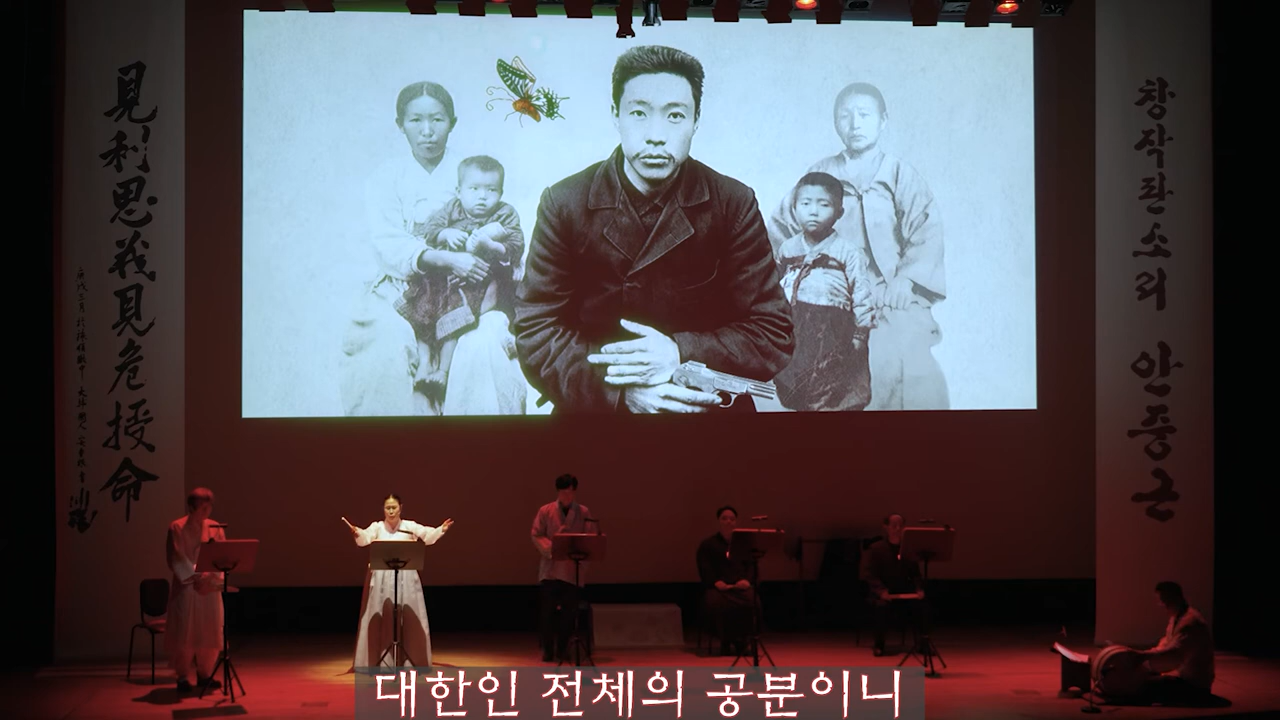 見利思義見危授命
창작판소리 안중근
대한인 전체의 공분이니